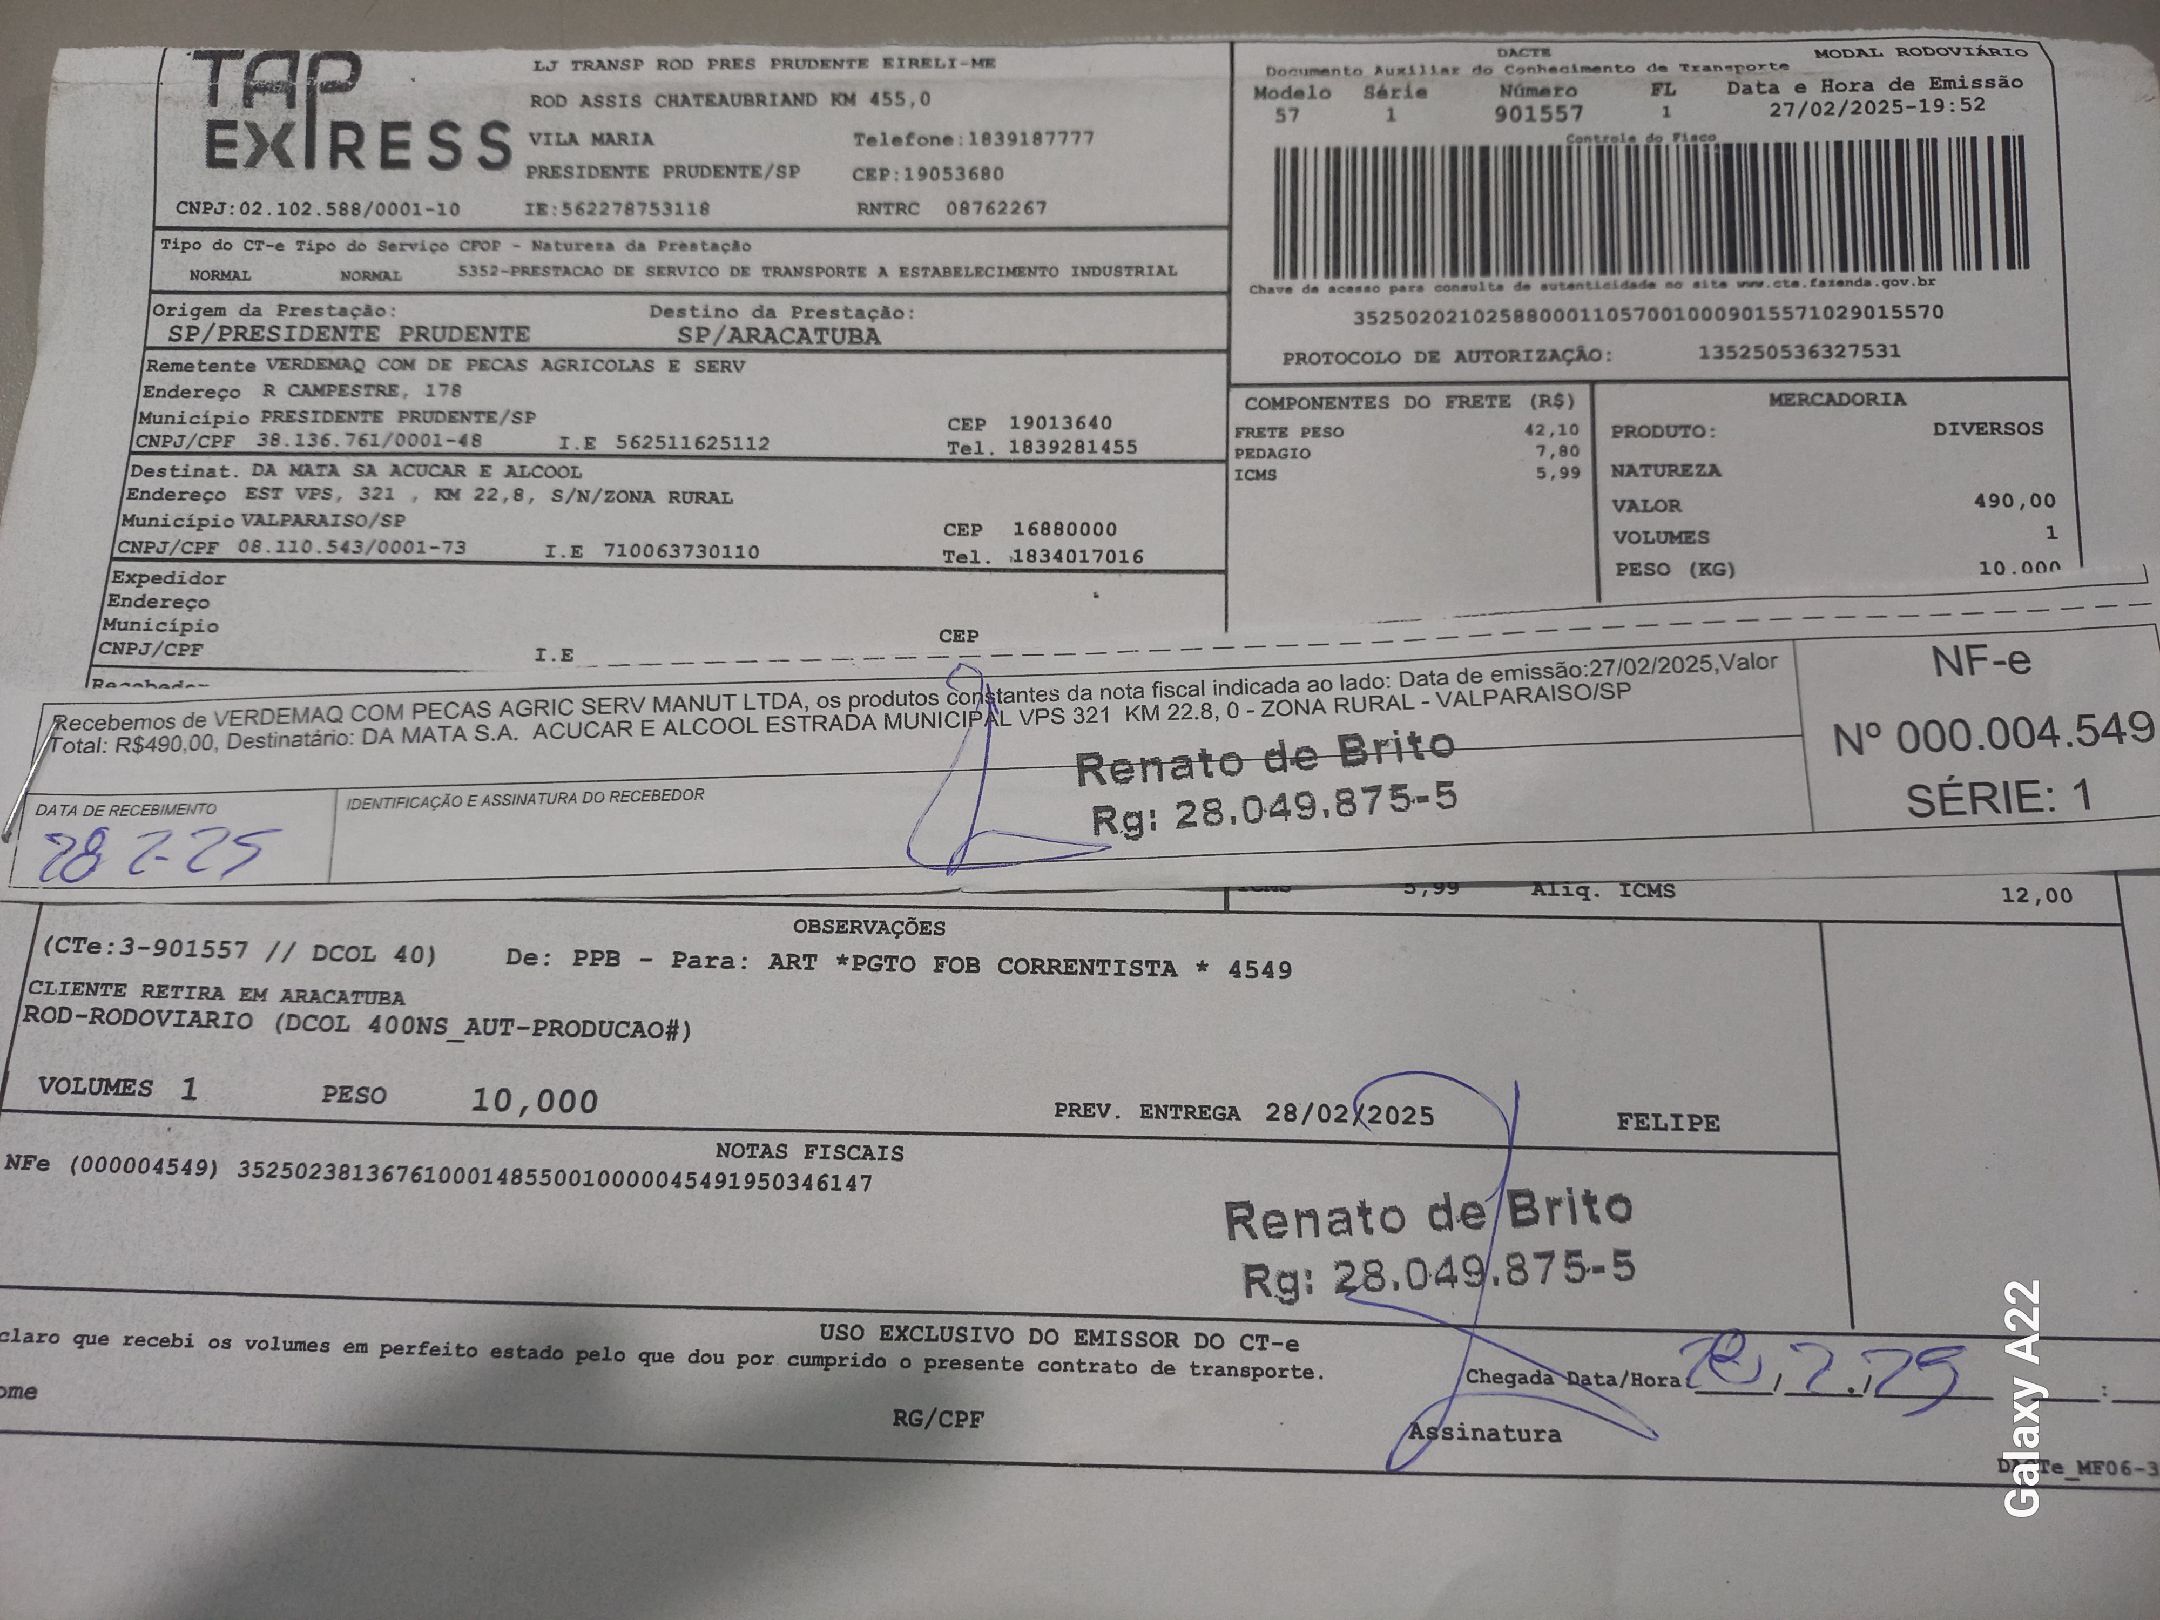 TAP EXPRESS
LJ TRANSP ROD PRES PRUDENTE EIRELI-ME
ROD ASSIS CHATEAUBRIAND KM 455,0
VILA MARIA Telefone:1839187777
PRESIDENTE PRUDENTE/SP CEP:19053680
CNPJ:02.102.588/0001-10 IE:562278753118 RNTRC 08762267
DACTE MODAL RODOVIÁRIO
Documento Auxiliar do Conhecimento de Transporte
Modelo Série Número FL Data e Hora de Emissão
57 1 901557 1 27/02/2025-19:52
Controle do Fisco
Chave de acesso para consulta de autenticidade no site www.cte.fazenda.gov.br
35250202102588000110570010009015571029015570
PROTOCOLO DE AUTORIZAÇÃO: 135250536327531
Tipo do CT-e Tipo do Serviço CFOP - Natureza da Prestação
NORMAL NORMAL 5352-PRESTACAO DE SERVICO DE TRANSPORTE A ESTABELECIMENTO INDUSTRIAL
Origem da Prestação: Destino da Prestação:
SP/PRESIDENTE PRUDENTE SP/ARACATUBA
Remetente VERDEMAQ COM DE PECAS AGRICOLAS E SERV
Endereço R CAMPESTRE, 178
Município PRESIDENTE PRUDENTE/SP CEP 19013640
CNPJ/CPF 38.136.761/0001-48 I.E 562511625112 Tel. 1839281455
Destinat. DA MATA SA ACUCAR E ALCOOL
Endereço EST VPS, 321 , KM 22,8, S/N/ZONA RURAL
Município VALPARAISO/SP CEP 16880000
CNPJ/CPF 08.110.543/0001-73 I.E 710063730110 Tel. 1834017016
Expedidor
Endereço
Município CEP
CNPJ/CPF I.E
COMPONENTES DO FRETE (R$)
FRETE PESO 42,10
PEDAGIO 7,80
ICMS 5,99
MERCADORIA
PRODUTO: DIVERSOS
NATUREZA
VALOR 490,00
VOLUMES 1
PESO (KG) 10.000
Recebemos de VERDEMAQ COM PECAS AGRIC SERV MANUT LTDA, os produtos constantes da nota fiscal indicada ao lado: Data de emissão:27/02/2025,Valor
Total: R$490,00, Destinatário: DA MATA S.A. ACUCAR E ALCOOL ESTRADA MUNICIPAL VPS 321 KM 22.8, 0 - ZONA RURAL - VALPARAISO/SP
NF-e
Nº 000.004.549
SÉRIE: 1
DATA DE RECEBIMENTO IDENTIFICAÇÃO E ASSINATURA DO RECEBEDOR
28 2-25
Renato de Brito
Rg: 28.049.875-5
5,99 Aliq. ICMS 12,00
OBSERVAÇÕES
(CTe:3-901557 // DCOL 40) De: PPB - Para: ART *PGTO FOB CORRENTISTA * 4549
CLIENTE RETIRA EM ARACATUBA
ROD-RODOVIARIO (DCOL 400NS_AUT-PRODUCAO#)
VOLUMES 1 PESO 10,000 PREV. ENTREGA 28/02/2025 FELIPE
NOTAS FISCAIS
NFe (000004549) 35250238136761000148550010000045491950346147
Renato de Brito
Rg: 28.049.875-5
USO EXCLUSIVO DO EMISSOR DO CT-e
claro que recebi os volumes em perfeito estado pelo que dou por cumprido o presente contrato de transporte.
Chegada Data/Hora: 28, 2, 25 :
ome RG/CPF Assinatura
Galaxy A22